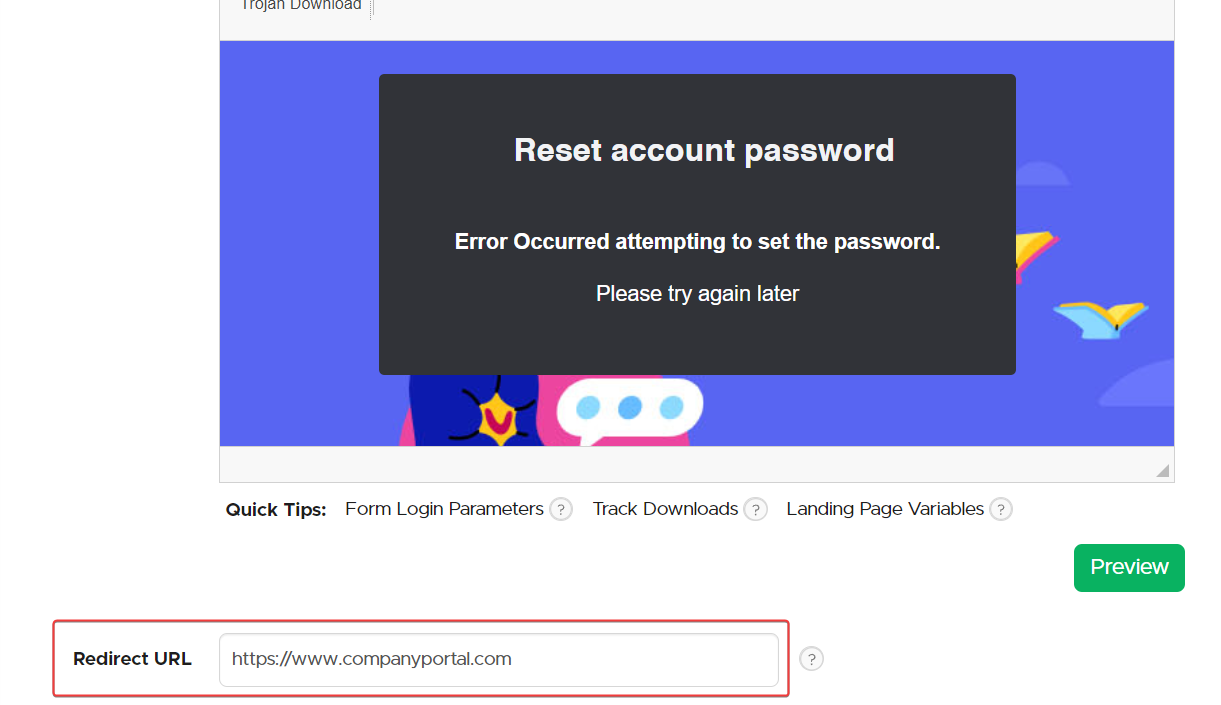 Trojan Download
Reset account password
Error Occurred attempting to set the password.
Please try again later
Quick Tips: Form Login Parameters ? Track Downloads ? Landing Page Variables ?
Preview
Redirect URL https://www.companyportal.com ?